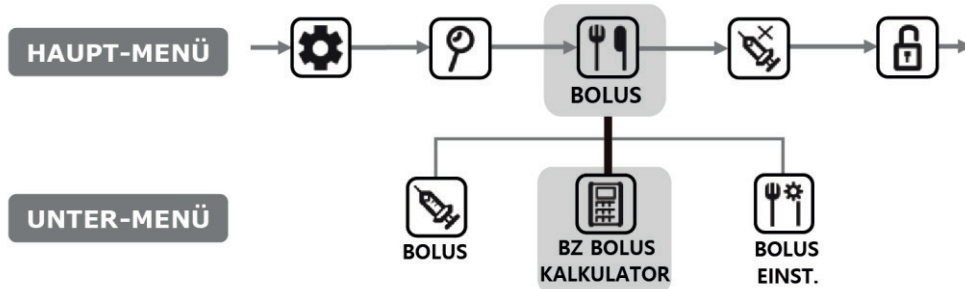 HAUPT-MENÜ
BOLUS
UNTER-MENÜ
BOLUS
BZ BOLUS
KALKULATOR
BOLUS
EINST.